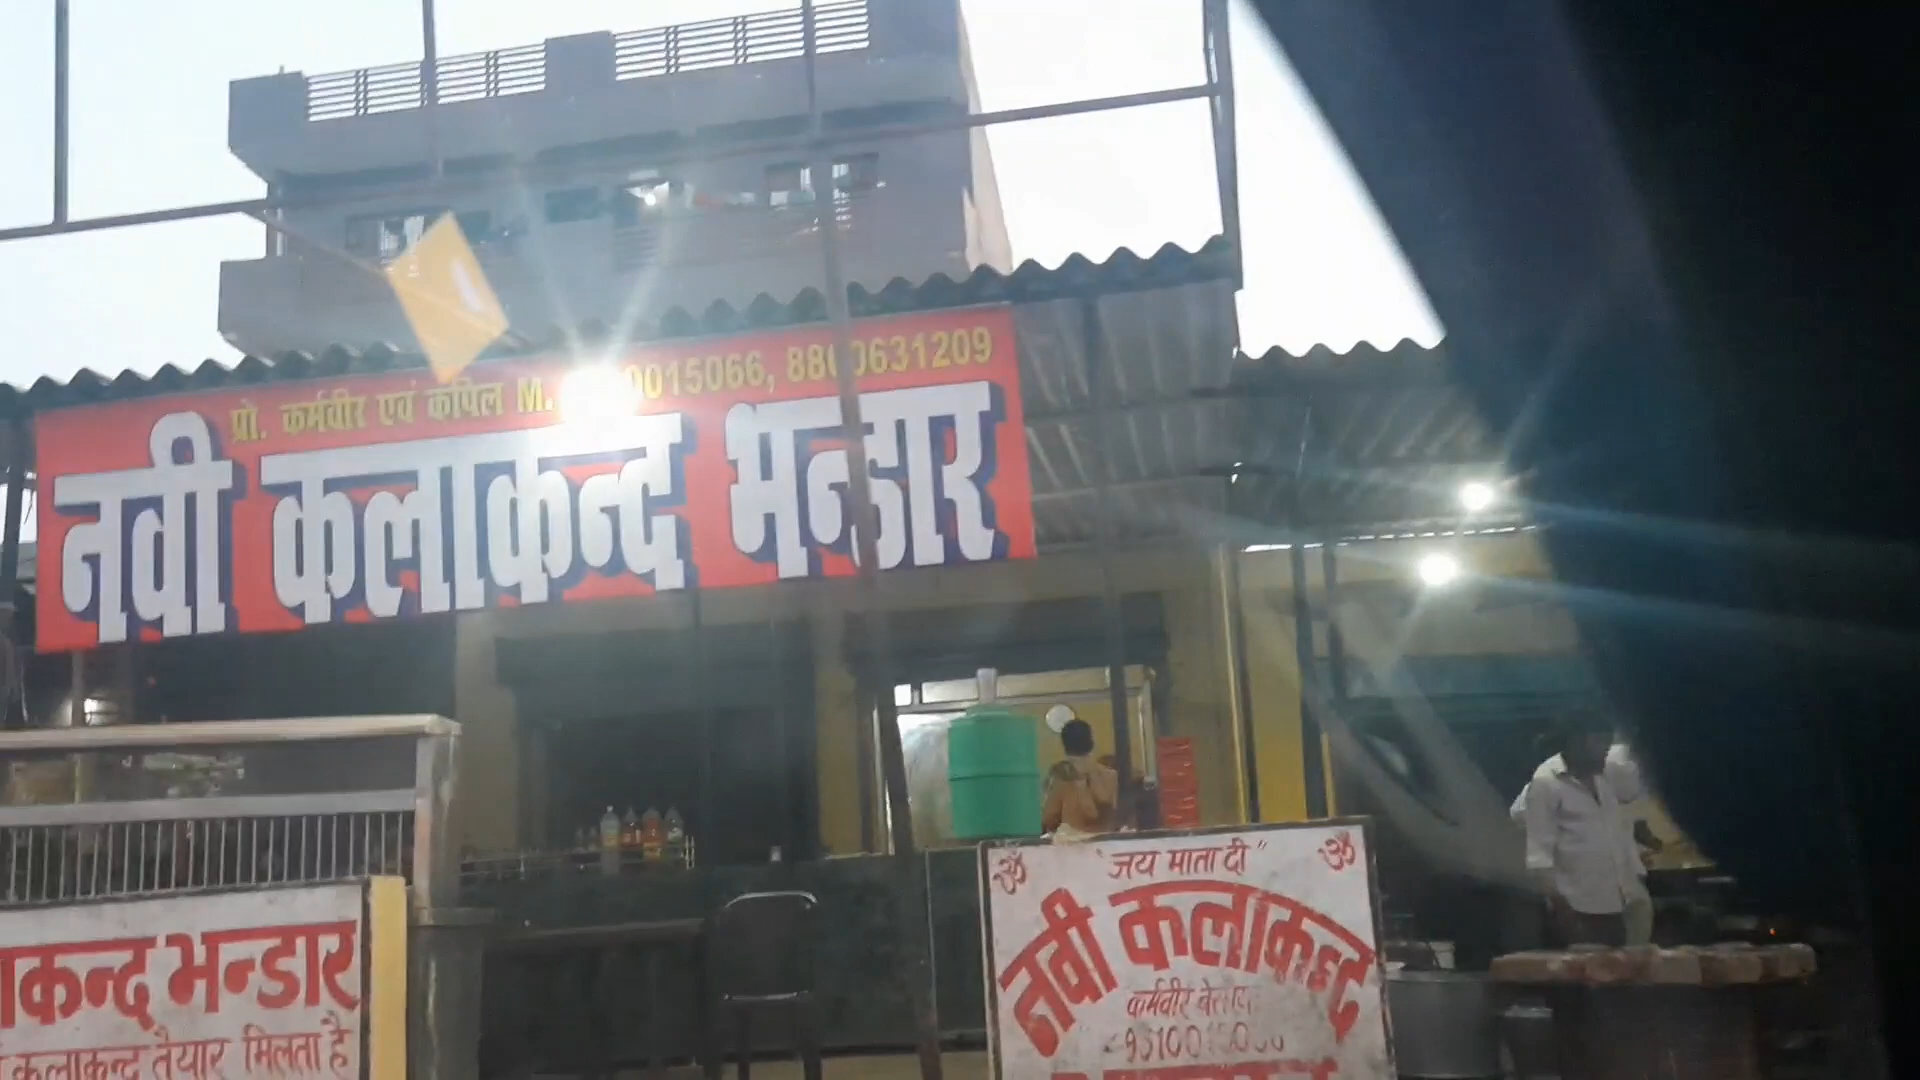 प्रो. कर्मवीर एवं कपिल M. 0015066, 8860631209
नवी कलाकन्द भन्डार
ॐ "जय माता दी" ॐ
नवी कलाकन्द
कर्मवीर
ाकन्द भन्डार
कलाकन्द तैयार मिलता है